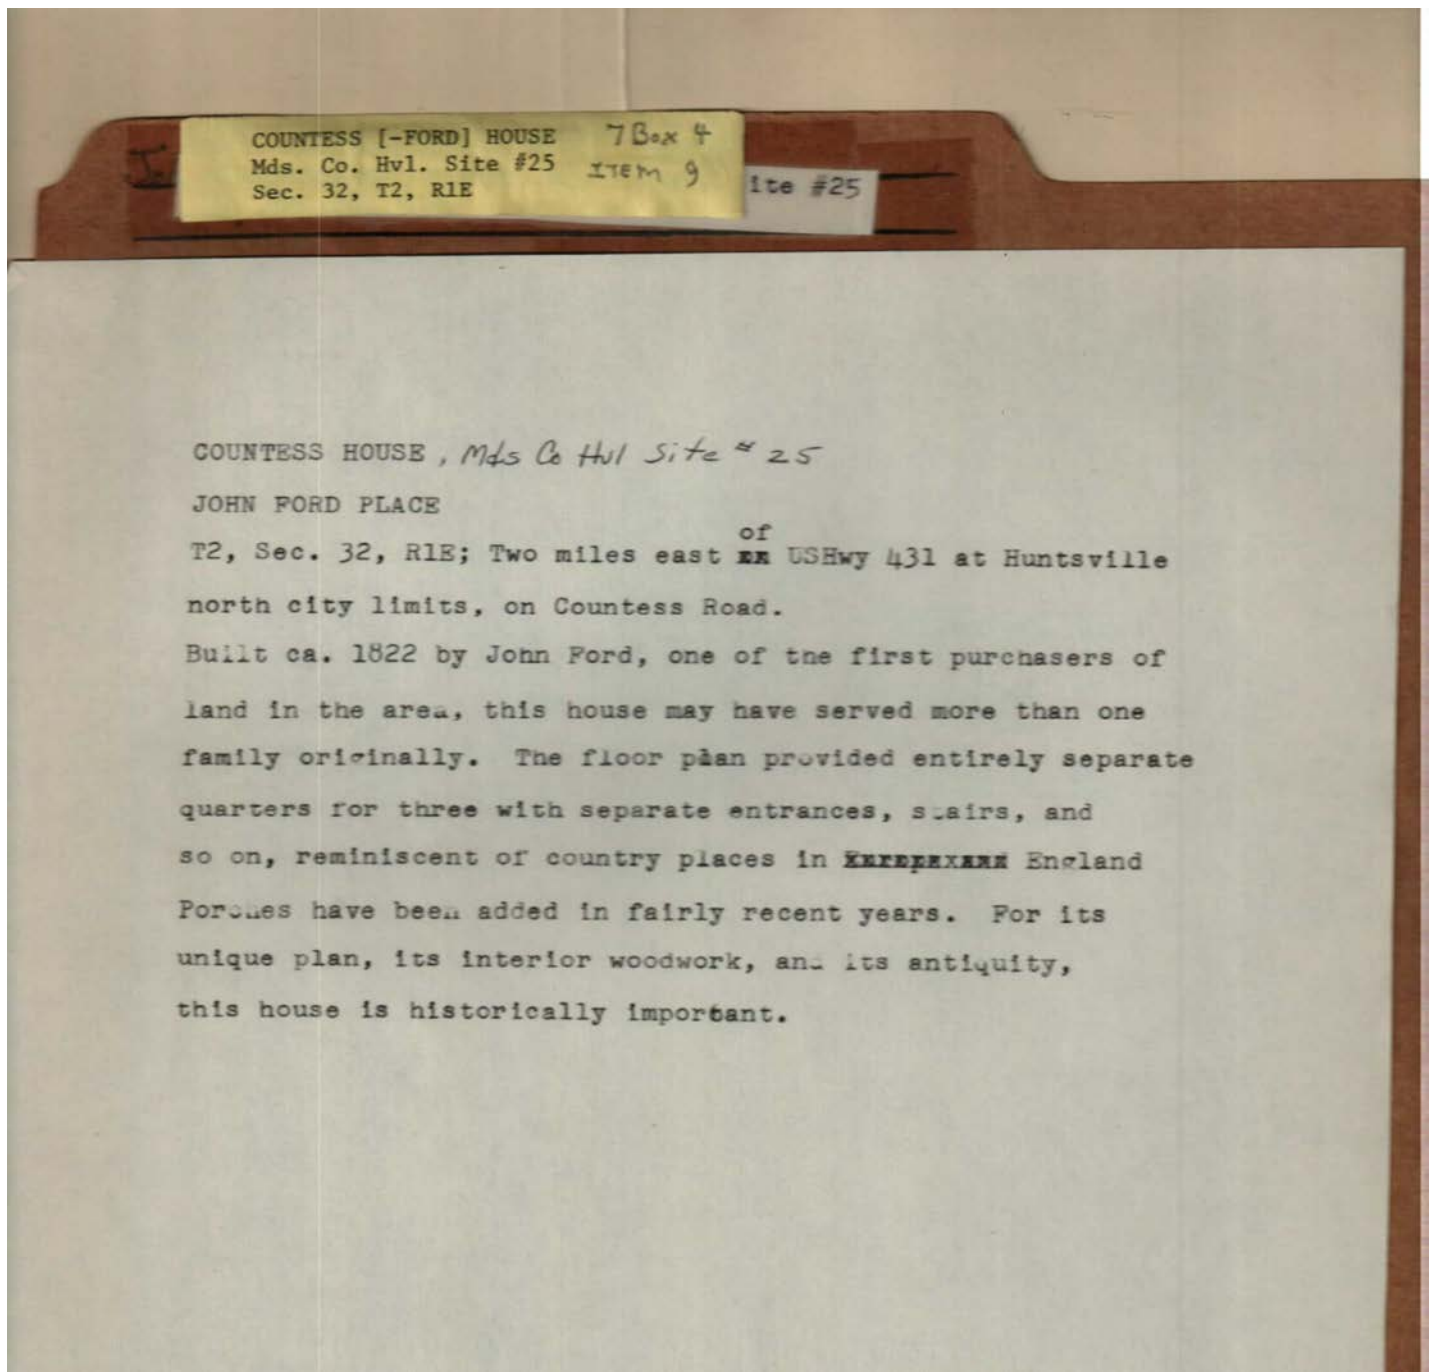 COUNTESS [-FORD] HOUSE 7 Box 4
Mds. Co. Hvl. Site #25 ITEM 9
Sec. 32, T2, R1E
ite #25
COUNTESS HOUSE, Mds Co Hvl Site # 25
JOHN FORD PLACE
of
T2, Sec. 32, R1E; Two miles east USHwy 431 at Huntsville
north city limits, on Countess Road.
Built ca. 1822 by John Ford, one of the first purchasers of
land in the area, this house may have served more than one
family originally. The floor plan provided entirely separate
quarters for three with separate entrances, stairs, and
so on, reminiscent of country places in England
Porches have been added in fairly recent years. For its
unique plan, its interior woodwork, and its antiquity,
this house is historically important.